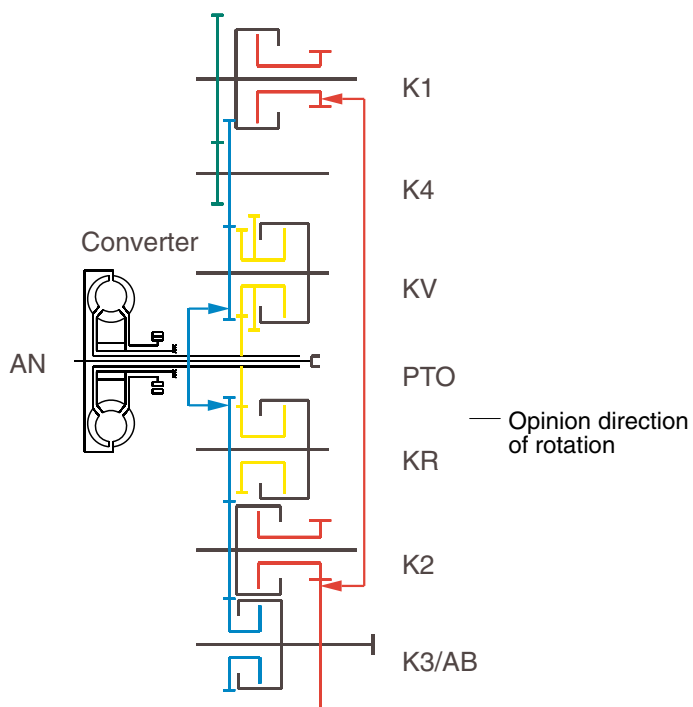 K1
K4
Converter
KV
AN
PTO
Opinion direction
of rotation
KR
K2
K3/AB